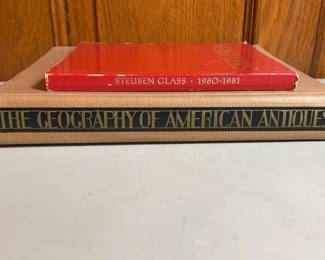 STEUBEN GLASS · 1980-1981
THE GEOGRAPHY OF AMERICAN ANTIQUES